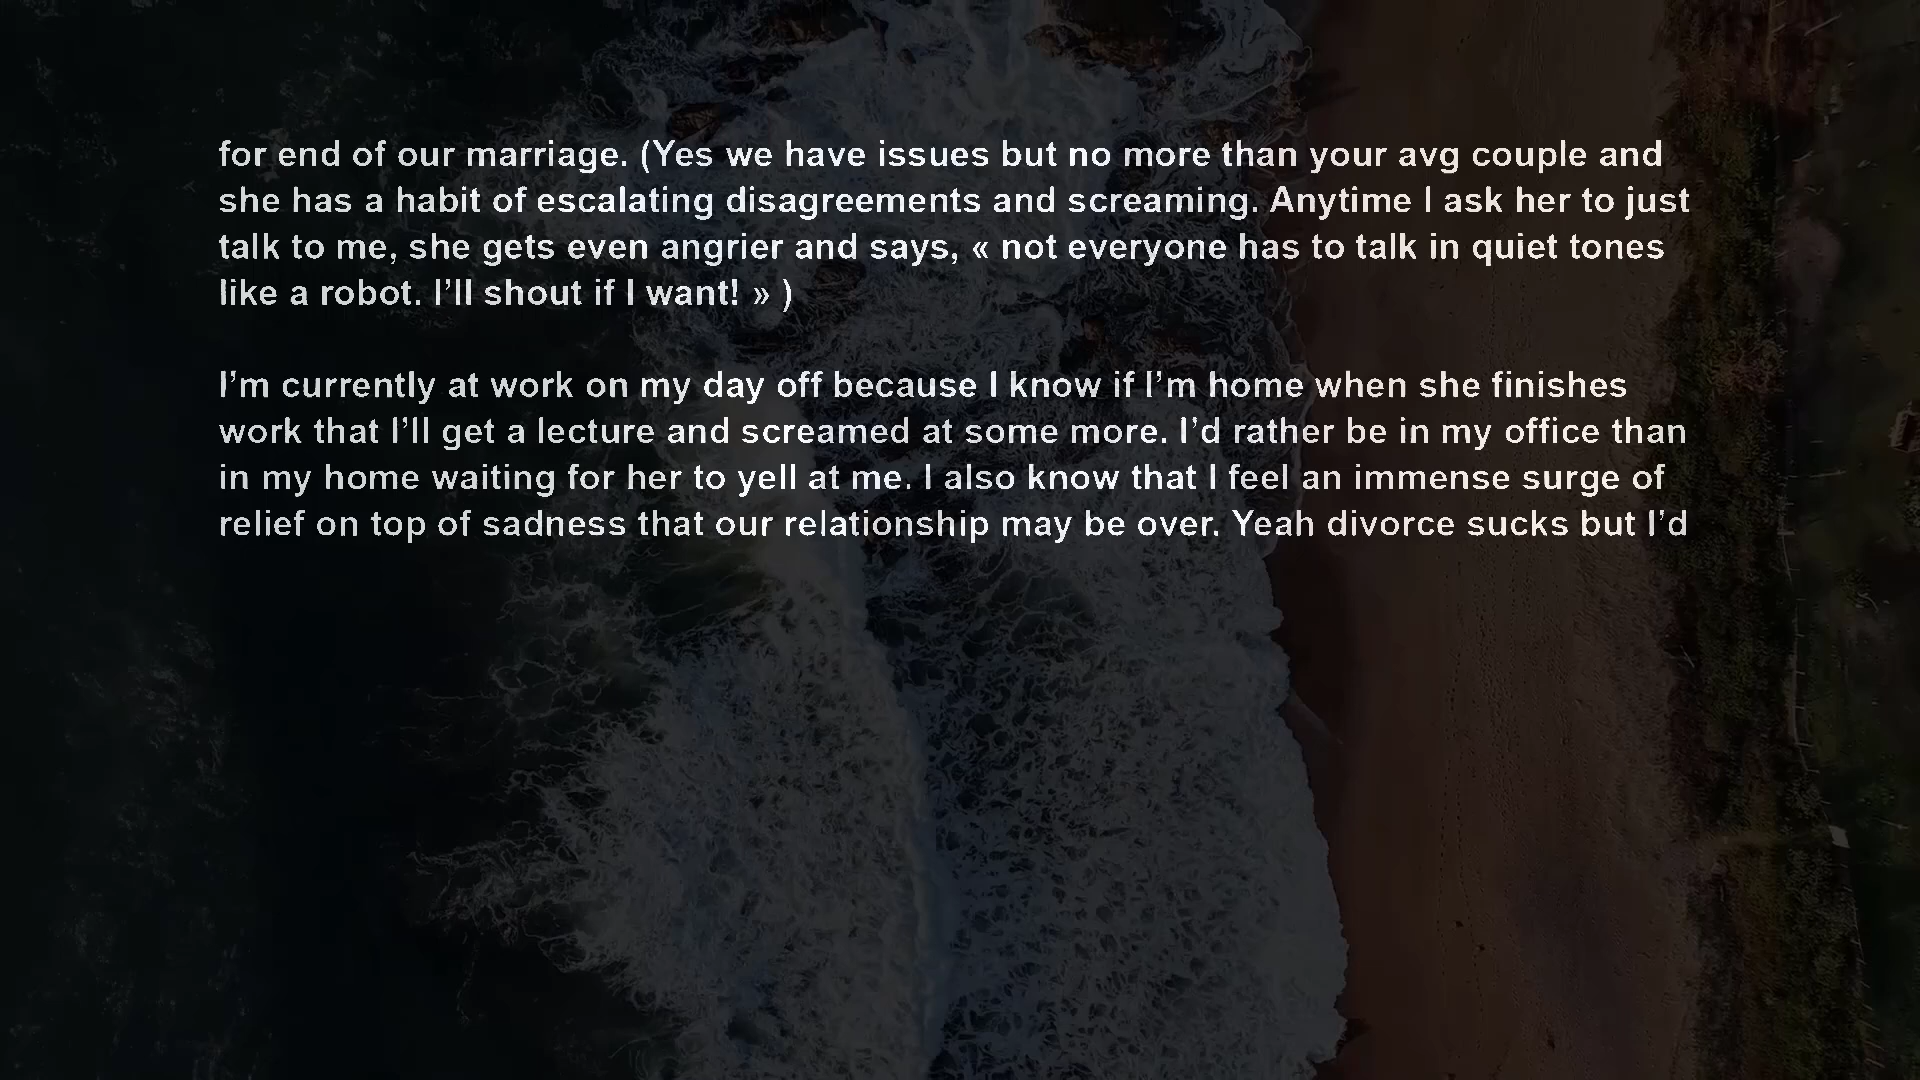 for end of our marriage. (Yes we have issues but no more than your avg couple and
she has a habit of escalating disagreements and screaming. Anytime I ask her to just
talk to me, she gets even angrier and says, « not everyone has to talk in quiet tones
like a robot. I’ll shout if I want! » )
I’m currently at work on my day off because I know if I’m home when she finishes
work that I’ll get a lecture and screamed at some more. I’d rather be in my office than
in my home waiting for her to yell at me. I also know that I feel an immense surge of
relief on top of sadness that our relationship may be over. Yeah divorce sucks but I’d